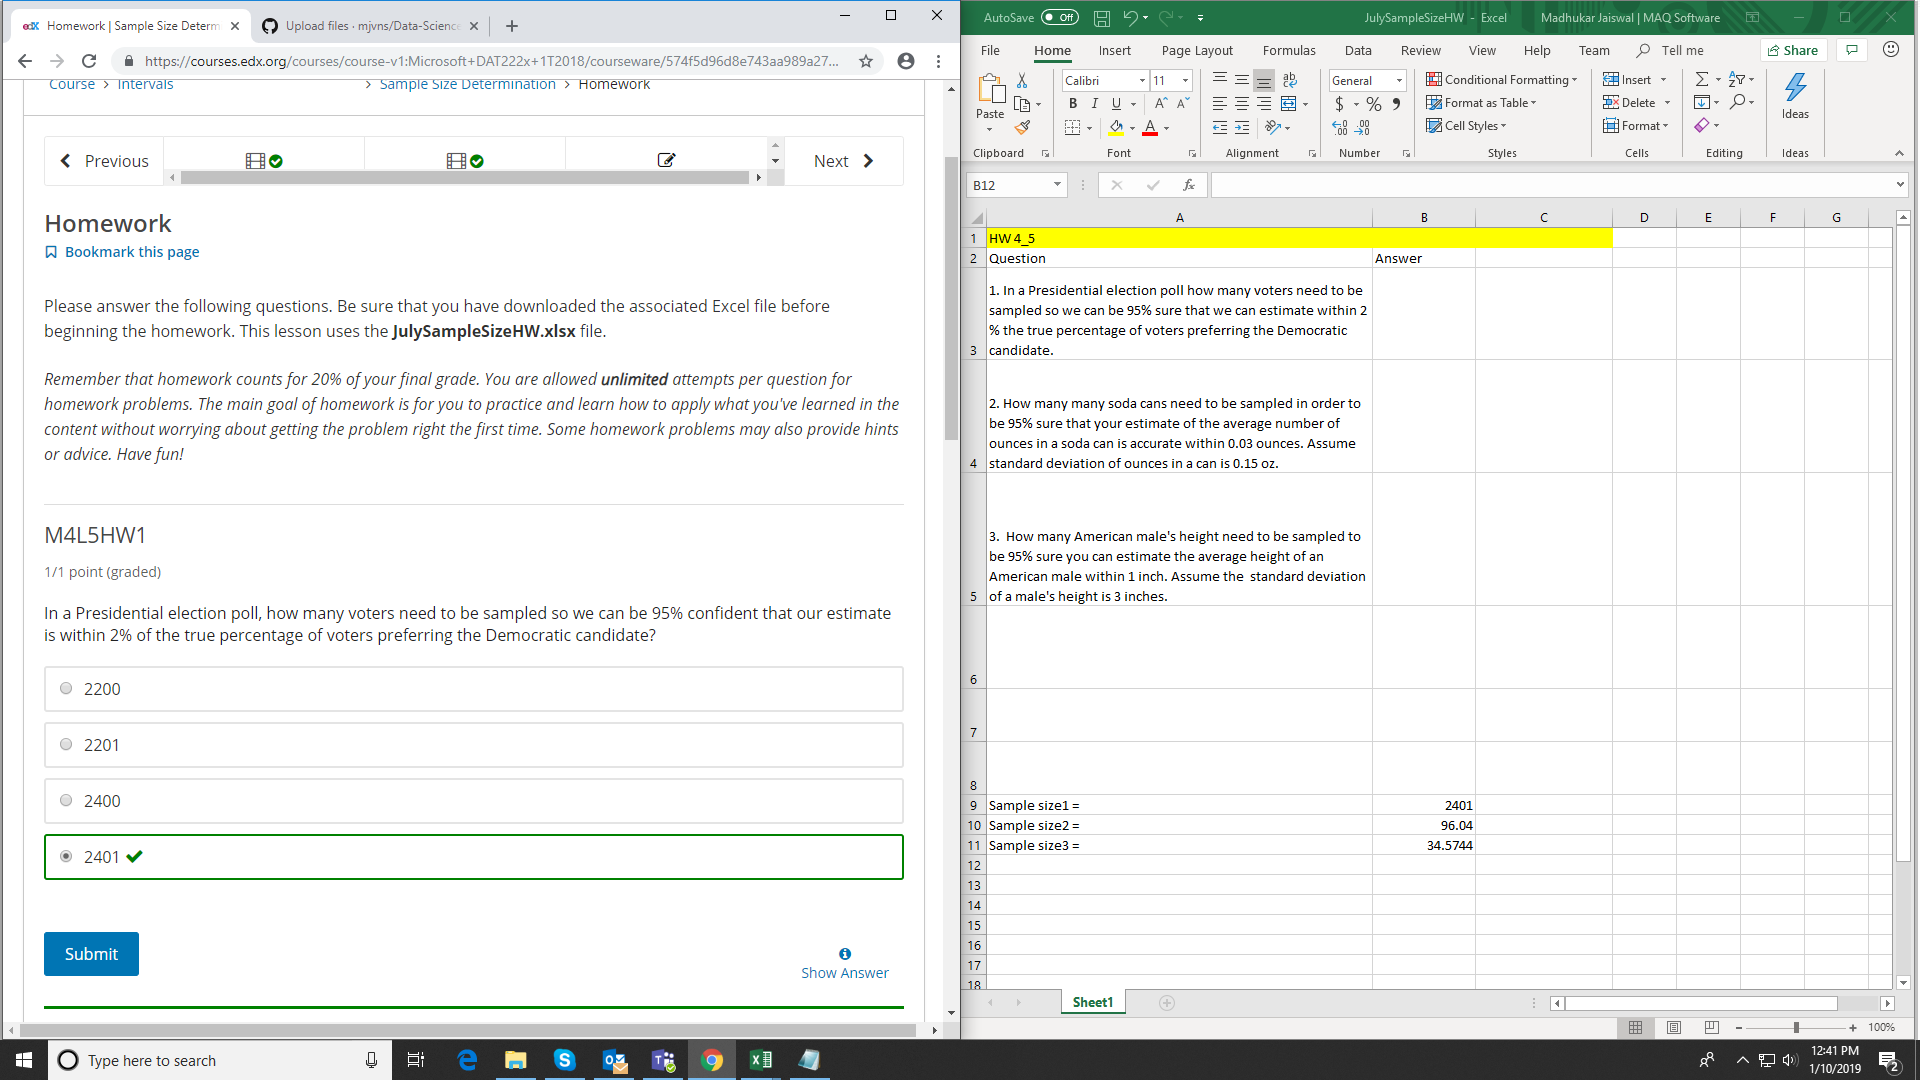 edX Homework | Sample Size Determ
Upload files · mjvns/Data-Science
https://courses.edx.org/courses/course-v1:Microsoft+DAT222x+1T2018/courseware/574f5d96d8e743aa989a27...
Course > Intervals > Sample Size Determination > Homework
Previous
Next
Homework
Bookmark this page
Please answer the following questions. Be sure that you have downloaded the associated Excel file before
beginning the homework. This lesson uses the JulySampleSizeHW.xlsx file.
Remember that homework counts for 20% of your final grade. You are allowed unlimited attempts per question for
homework problems. The main goal of homework is for you to practice and learn how to apply what you've learned in the
content without worrying about getting the problem right the first time. Some homework problems may also provide hints
or advice. Have fun!
M4L5HW1
1/1 point (graded)
In a Presidential election poll, how many voters need to be sampled so we can be 95% confident that our estimate
is within 2% of the true percentage of voters preferring the Democratic candidate?
2200
2201
2400
2401
Submit
Show Answer
AutoSave Off
JulySampleSizeHW - Excel
Madhukar Jaiswal | MAQ Software
File Home Insert Page Layout Formulas Data Review View Help Team Tell me Share
Paste
Clipboard
Calibri 11
B I U A A
A
Font
ab
Alignment
General
$ % ,
Number
Conditional Formatting
Format as Table
Cell Styles
Styles
Insert
Delete
Format
Cells
Editing
Ideas
Ideas
B12
fx
A B C D E F G
1 HW 4_5
2 Question Answer
1. In a Presidential election poll how many voters need to be
sampled so we can be 95% sure that we can estimate within 2
% the true percentage of voters preferring the Democratic
3 candidate.
2. How many many soda cans need to be sampled in order to
be 95% sure that your estimate of the average number of
ounces in a soda can is accurate within 0.03 ounces. Assume
4 standard deviation of ounces in a can is 0.15 oz.
3.  How many American male's height need to be sampled to
be 95% sure you can estimate the average height of an
American male within 1 inch. Assume the  standard deviation
5 of a male's height is 3 inches.
6
7
8
9 Sample size1 = 2401
10 Sample size2 = 96.04
11 Sample size3 = 34.5744
12
13
14
15
16
17
18
Sheet1
100%
Type here to search
12:41 PM
1/10/2019
2